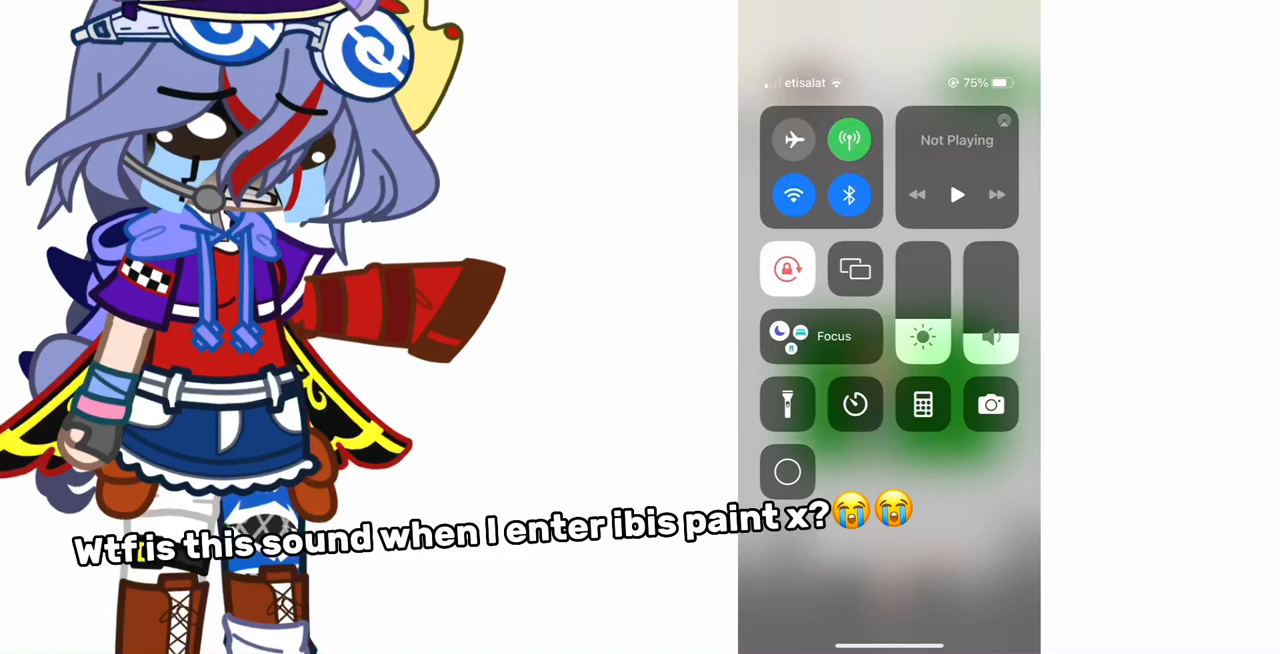 etisalat
75%
Not Playing
Focus
Wtf is this sound when I enter ibis paint x?😭😭